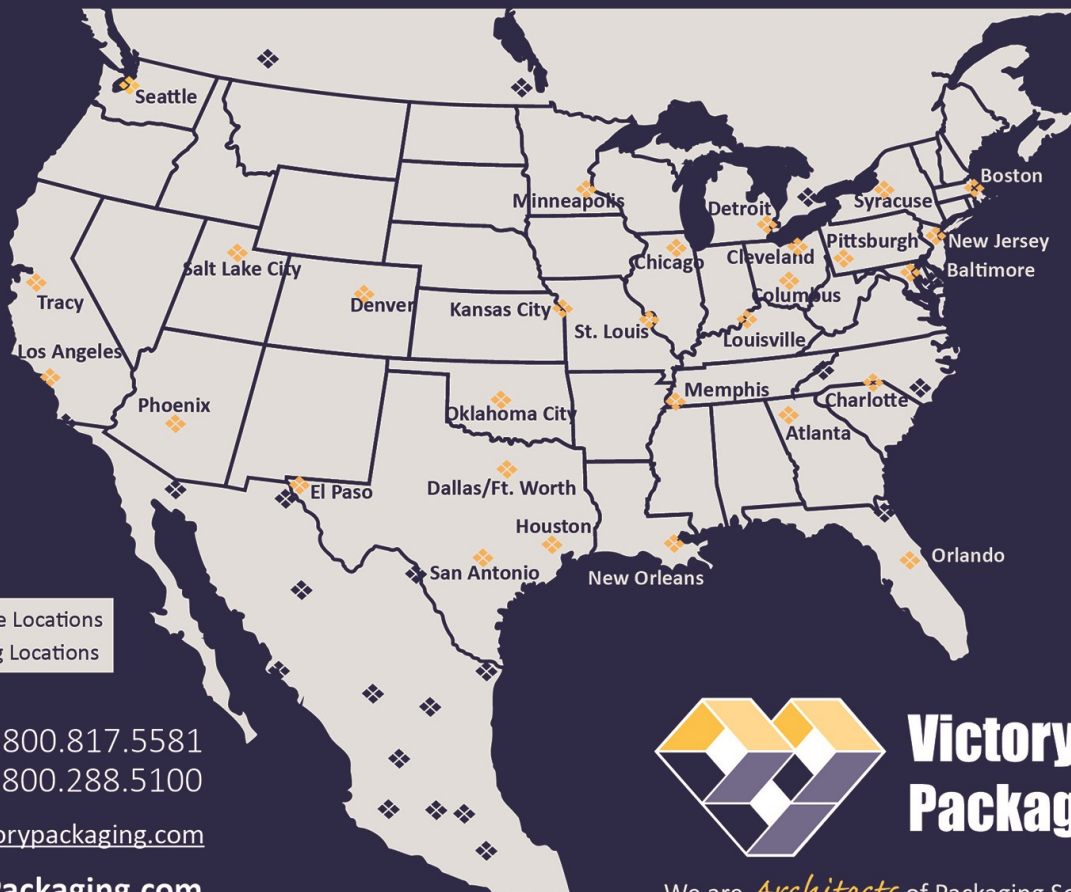 Seattle
Boston
Minneapolis
Detroit
Syracuse
Pittsburgh
New Jersey
Cleveland
Chicago
Salt Lake City
Baltimore
Columbus
Tracy
Denver
Kansas City
St. Louis
Louisville
Los Angeles
Memphis
Phoenix
Charlotte
Oklahoma City
Atlanta
El Paso
Dallas/Ft. Worth
Houston
Orlando
San Antonio
New Orleans
e Locations
g Locations
800.817.5581
800.288.5100
orypackaging.com
ackaging.com
Victory
Packag
We are Architects of Packaging So